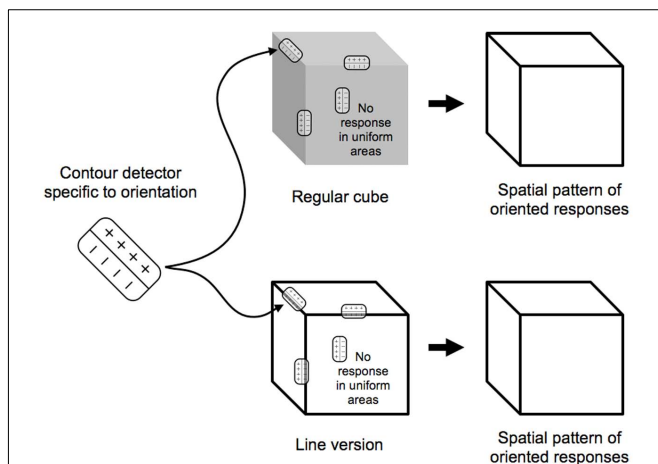 No
response
in uniform
areas
Contour detector
specific to orientation
+ + + +
− − − −
Regular cube
Spatial pattern of
oriented responses
No
response
in uniform
areas
Line version
Spatial pattern of
oriented responses